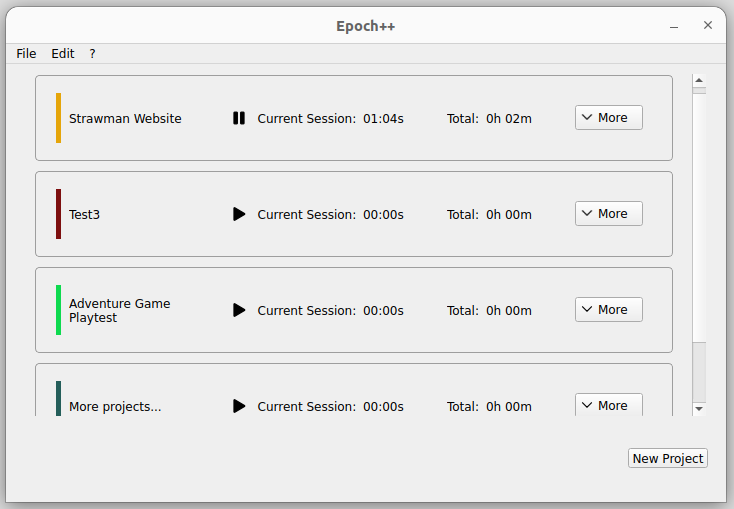 Epoch++
File Edit ?
Strawman Website Current Session: 01:04s Total: 0h 02m More
Test3 Current Session: 00:00s Total: 0h 00m More
Adventure Game
Playtest Current Session: 00:00s Total: 0h 00m More
More projects... Current Session: 00:00s Total: 0h 00m More
New Project